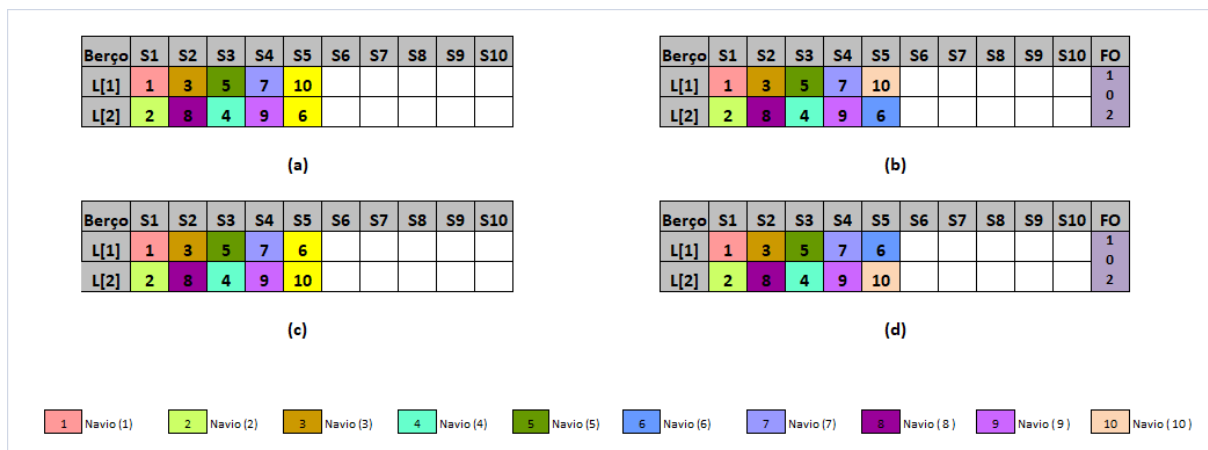 Berço S1 S2 S3 S4 S5 S6 S7 S8 S9 S10
L[1] 1 3 5 7 10
L[2] 2 8 4 9 6
(a)
Berço S1 S2 S3 S4 S5 S6 S7 S8 S9 S10 FO
L[1] 1 3 5 7 10
L[2] 2 8 4 9 6
102
(b)
Berço S1 S2 S3 S4 S5 S6 S7 S8 S9 S10
L[1] 1 3 5 7 6
L[2] 2 8 4 9 10
(c)
Berço S1 S2 S3 S4 S5 S6 S7 S8 S9 S10 FO
L[1] 1 3 5 7 6
L[2] 2 8 4 9 10
102
(d)
1 Navio (1) 2 Navio (2) 3 Navio (3) 4 Navio (4) 5 Navio (5) 6 Navio (6) 7 Navio (7) 8 Navio ( 8 ) 9 Navio ( 9 ) 10 Navio ( 10 )